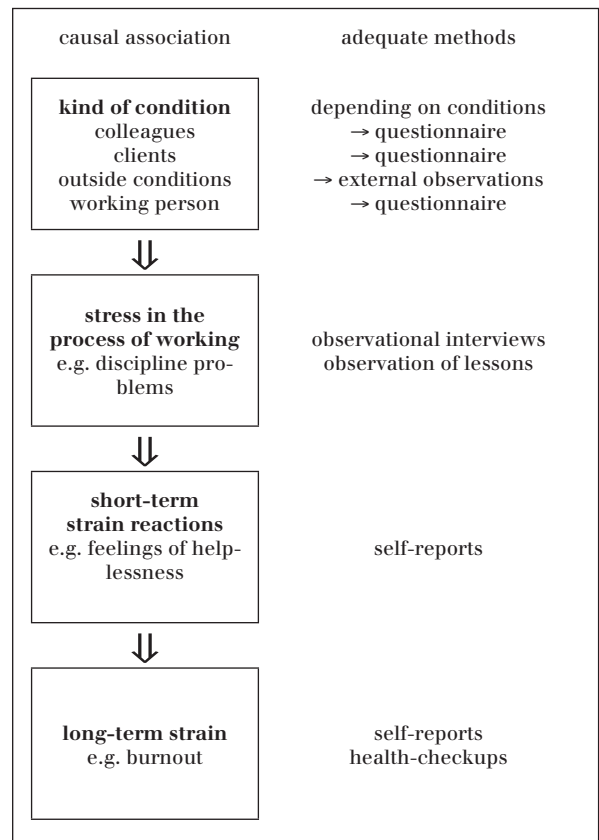 causal association adequate methods
kind of condition depending on conditions
colleagues → questionnaire
clients → questionnaire
outside conditions → external observations
working person → questionnaire
⇓
stress in the
process of working observational interviews
e.g. discipline pro- observation of lessons
blems
⇓
short-term
strain reactions
e.g. feelings of help- self-reports
lessness
⇓
long-term strain self-reports
e.g. burnout health-checkups